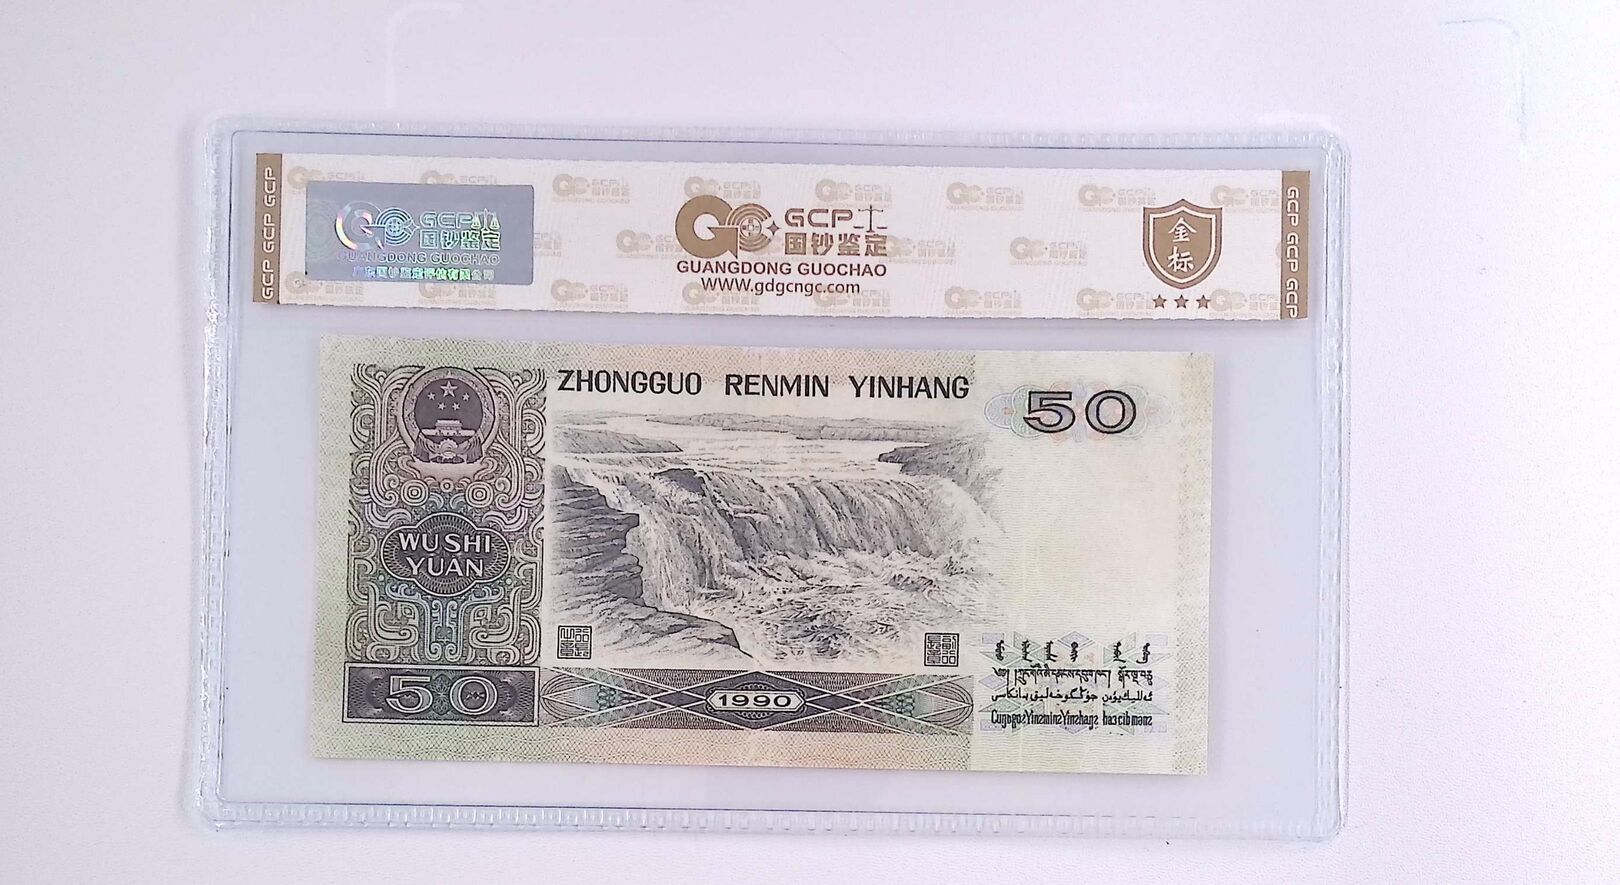 GCP GCP GCP
GCP
国钞鉴定
GUANGDONG GUOCHAO
GCP
国钞鉴定
GUANGDONG GUOCHAO
WWW.gdgcngc.com
金
标
GCP GCP GCP
ZHONGGUO RENMIN YINHANG
50
WU SHI
YUAN
50
1990